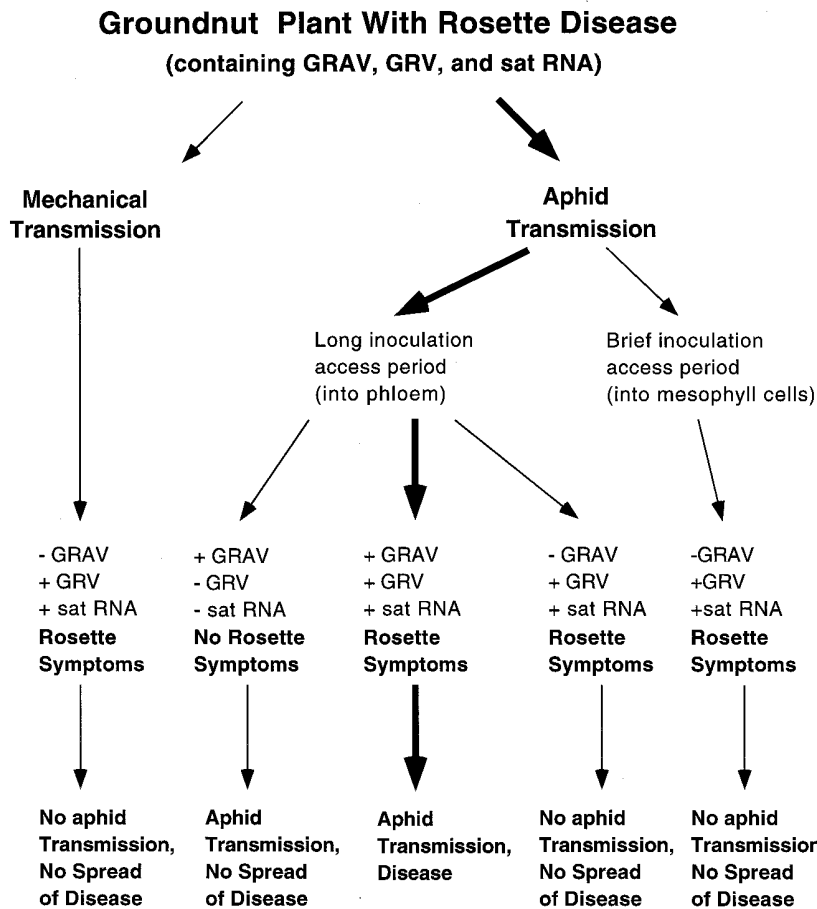 Groundnut Plant With Rosette Disease
(containing GRAV, GRV, and sat RNA)
Mechanical
Transmission
Aphid
Transmission
Long inoculation
access period
(into phloem)
Brief inoculation
access period
(into mesophyll cells)
- GRAV
+ GRV
+ sat RNA
Rosette
Symptoms
+ GRAV
- GRV
- sat RNA
No Rosette
Symptoms
+ GRAV
+ GRV
+ sat RNA
Rosette
Symptoms
- GRAV
+ GRV
+ sat RNA
Rosette
Symptoms
-GRAV
+GRV
+sat RNA
Rosette
Symptoms
No aphid
Transmission,
No Spread
of Disease
Aphid
Transmission,
No Spread
of Disease
Aphid
Transmission,
Disease
No aphid
Transmission,
No Spread
of Disease
No aphid
Transmission
No Spread
of Disease